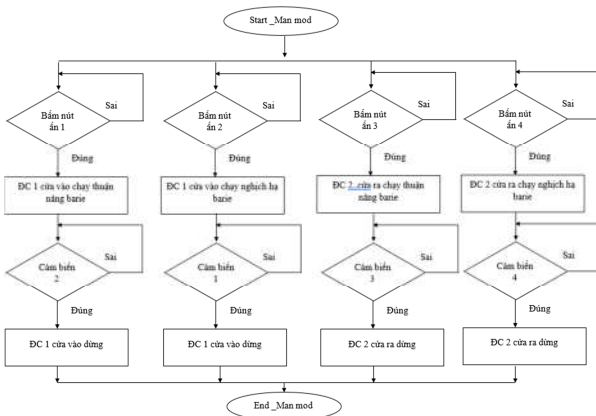 Start _Man mod
Bấm nút
ấn 1
Sai
Bấm nút
ấn 2
Sai
Bấm nút
ấn 3
Sai
Bấm nút
ấn 4
Sai
Đúng
Đúng
Đúng
Đúng
ĐC 1 cửa vào chạy thuận
nâng barie
ĐC 1 cửa vào chạy nghịch hạ
barie
ĐC 2 cửa ra chạy thuận
nâng barie
ĐC 2 cửa ra chạy nghịch hạ
barie
Cảm biến
2
Sai
Cảm biến
1
Sai
Cảm biến
3
Sai
Cảm biến
4
Sai
Đúng
Đúng
Đúng
Đúng
ĐC 1 cửa vào dừng
ĐC 1 cửa vào dừng
ĐC 2 cửa ra dừng
ĐC 2 cửa ra dừng
End _Man mod